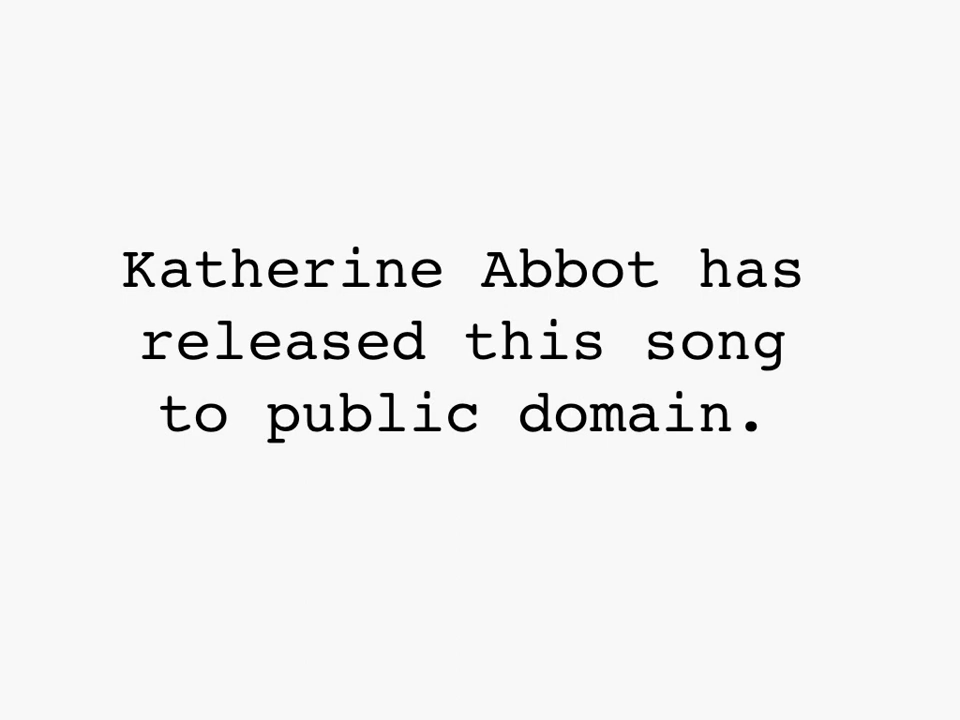 Katherine Abbot has
released this song
to public domain.